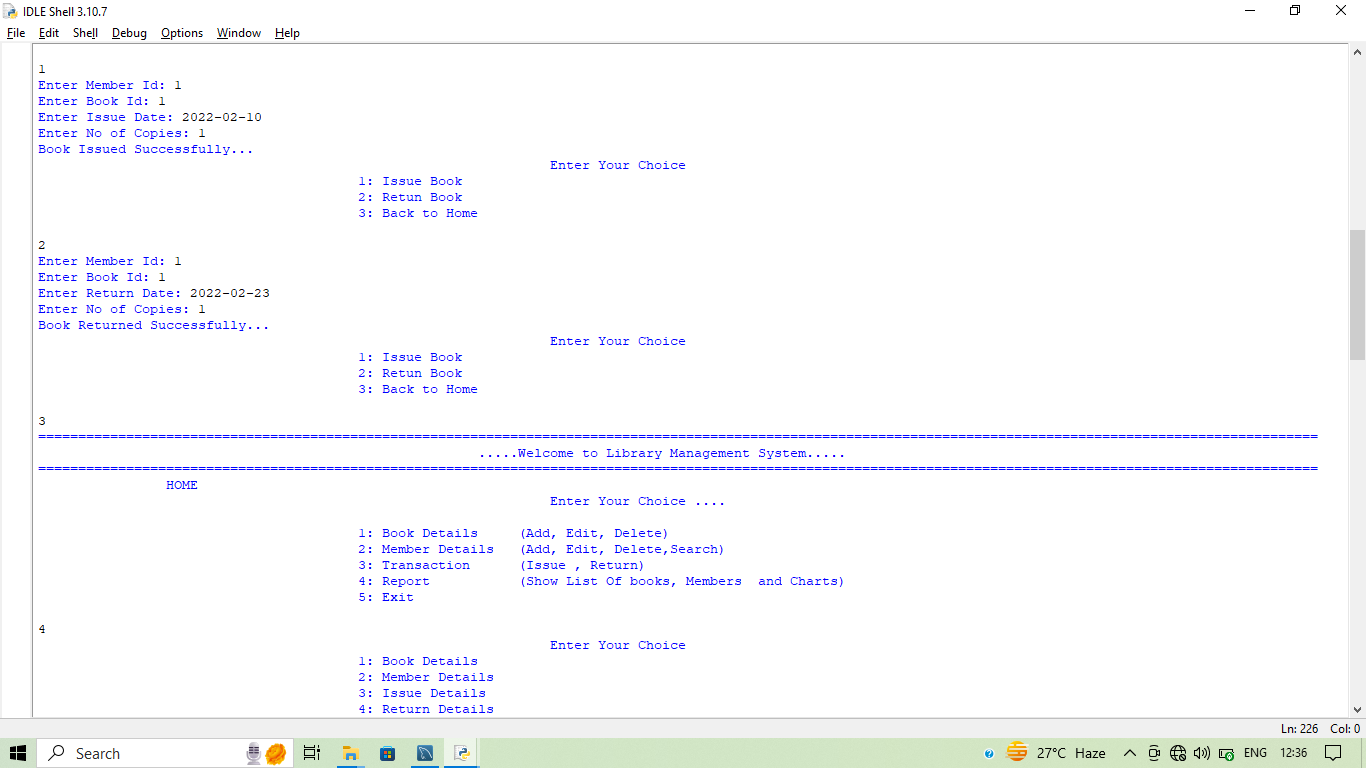 IDLE Shell 3.10.7
File Edit Shell Debug Options Window Help
1
Enter Member Id: 1
Enter Book Id: 1
Enter Issue Date: 2022-02-10
Enter No of Copies: 1
Book Issued Successfully...
Enter Your Choice
1: Issue Book
2: Retun Book
3: Back to Home
2
Enter Member Id: 1
Enter Book Id: 1
Enter Return Date: 2022-02-23
Enter No of Copies: 1
Book Returned Successfully...
Enter Your Choice
1: Issue Book
2: Retun Book
3: Back to Home
3
================================================================================================================================================================
.....Welcome to Library Management System.....
================================================================================================================================================================
HOME
Enter Your Choice ....
1: Book Details (Add, Edit, Delete)
2: Member Details (Add, Edit, Delete,Search)
3: Transaction (Issue , Return)
4: Report (Show List Of books, Members  and Charts)
5: Exit
4
Enter Your Choice
1: Book Details
2: Member Details
3: Issue Details
4: Return Details
Ln: 226 Col: 0
Search 27°C Haze ENG 12:36